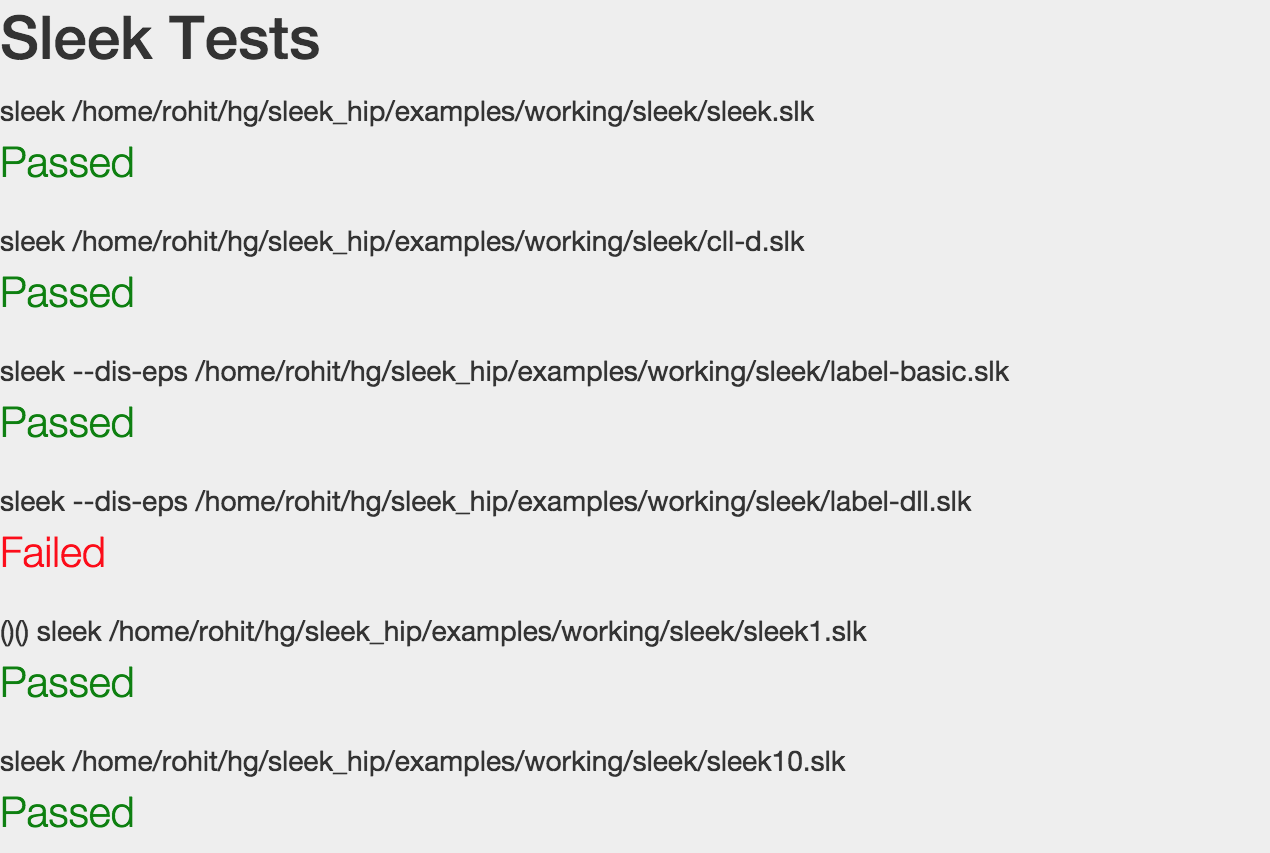 Sleek Tests
sleek /home/rohit/hg/sleek_hip/examples/working/sleek/sleek.slk
Passed
sleek /home/rohit/hg/sleek_hip/examples/working/sleek/cll-d.slk
Passed
sleek --dis-eps /home/rohit/hg/sleek_hip/examples/working/sleek/label-basic.slk
Passed
sleek --dis-eps /home/rohit/hg/sleek_hip/examples/working/sleek/label-dll.slk
Failed
()() sleek /home/rohit/hg/sleek_hip/examples/working/sleek/sleek1.slk
Passed
sleek /home/rohit/hg/sleek_hip/examples/working/sleek/sleek10.slk
Passed